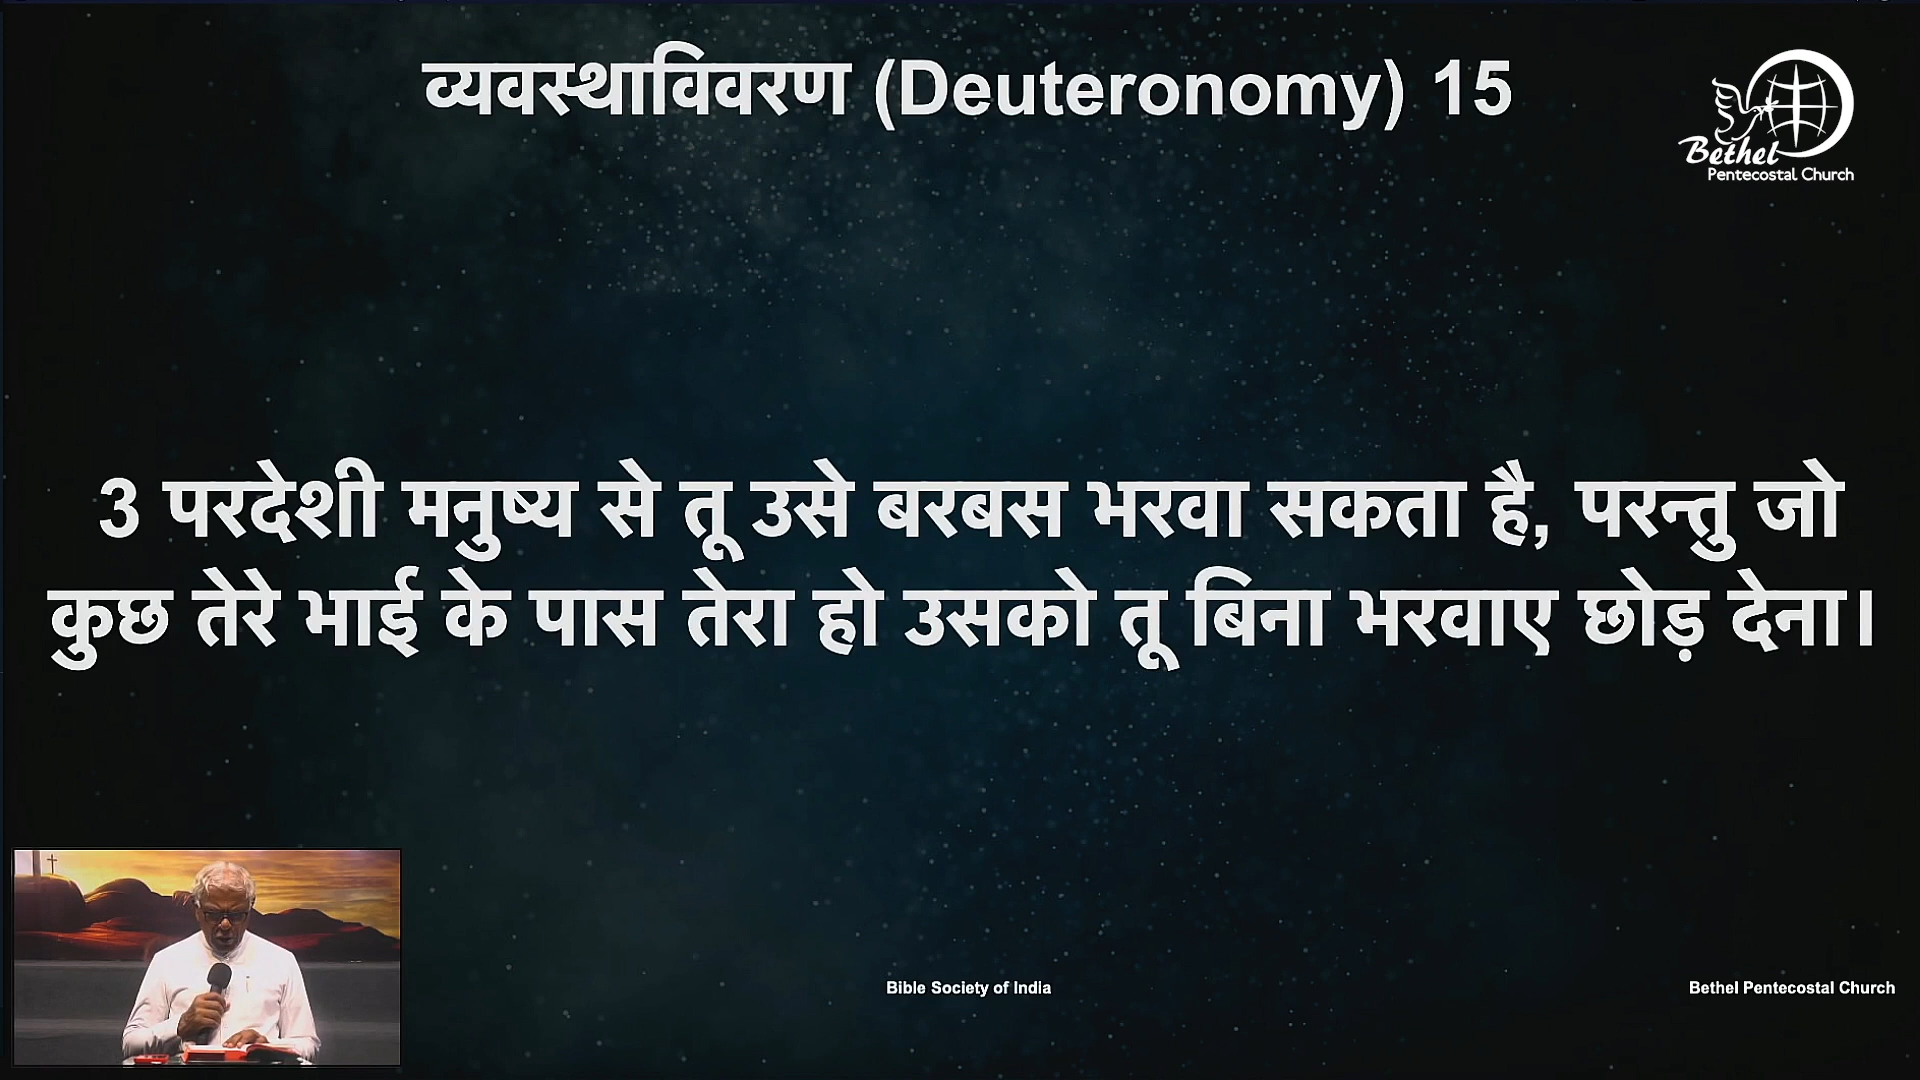 व्यवस्थाविवरण (Deuteronomy) 15
Bethel
Pentecostal Church
3 परदेशी मनुष्य से तू उसे बरबस भरवा सकता है, परन्तु जो
कुछ तेरे भाई के पास तेरा हो उसको तू बिना भरवाए छोड़ देना।
Bible Society of India
Bethel Pentecostal Church